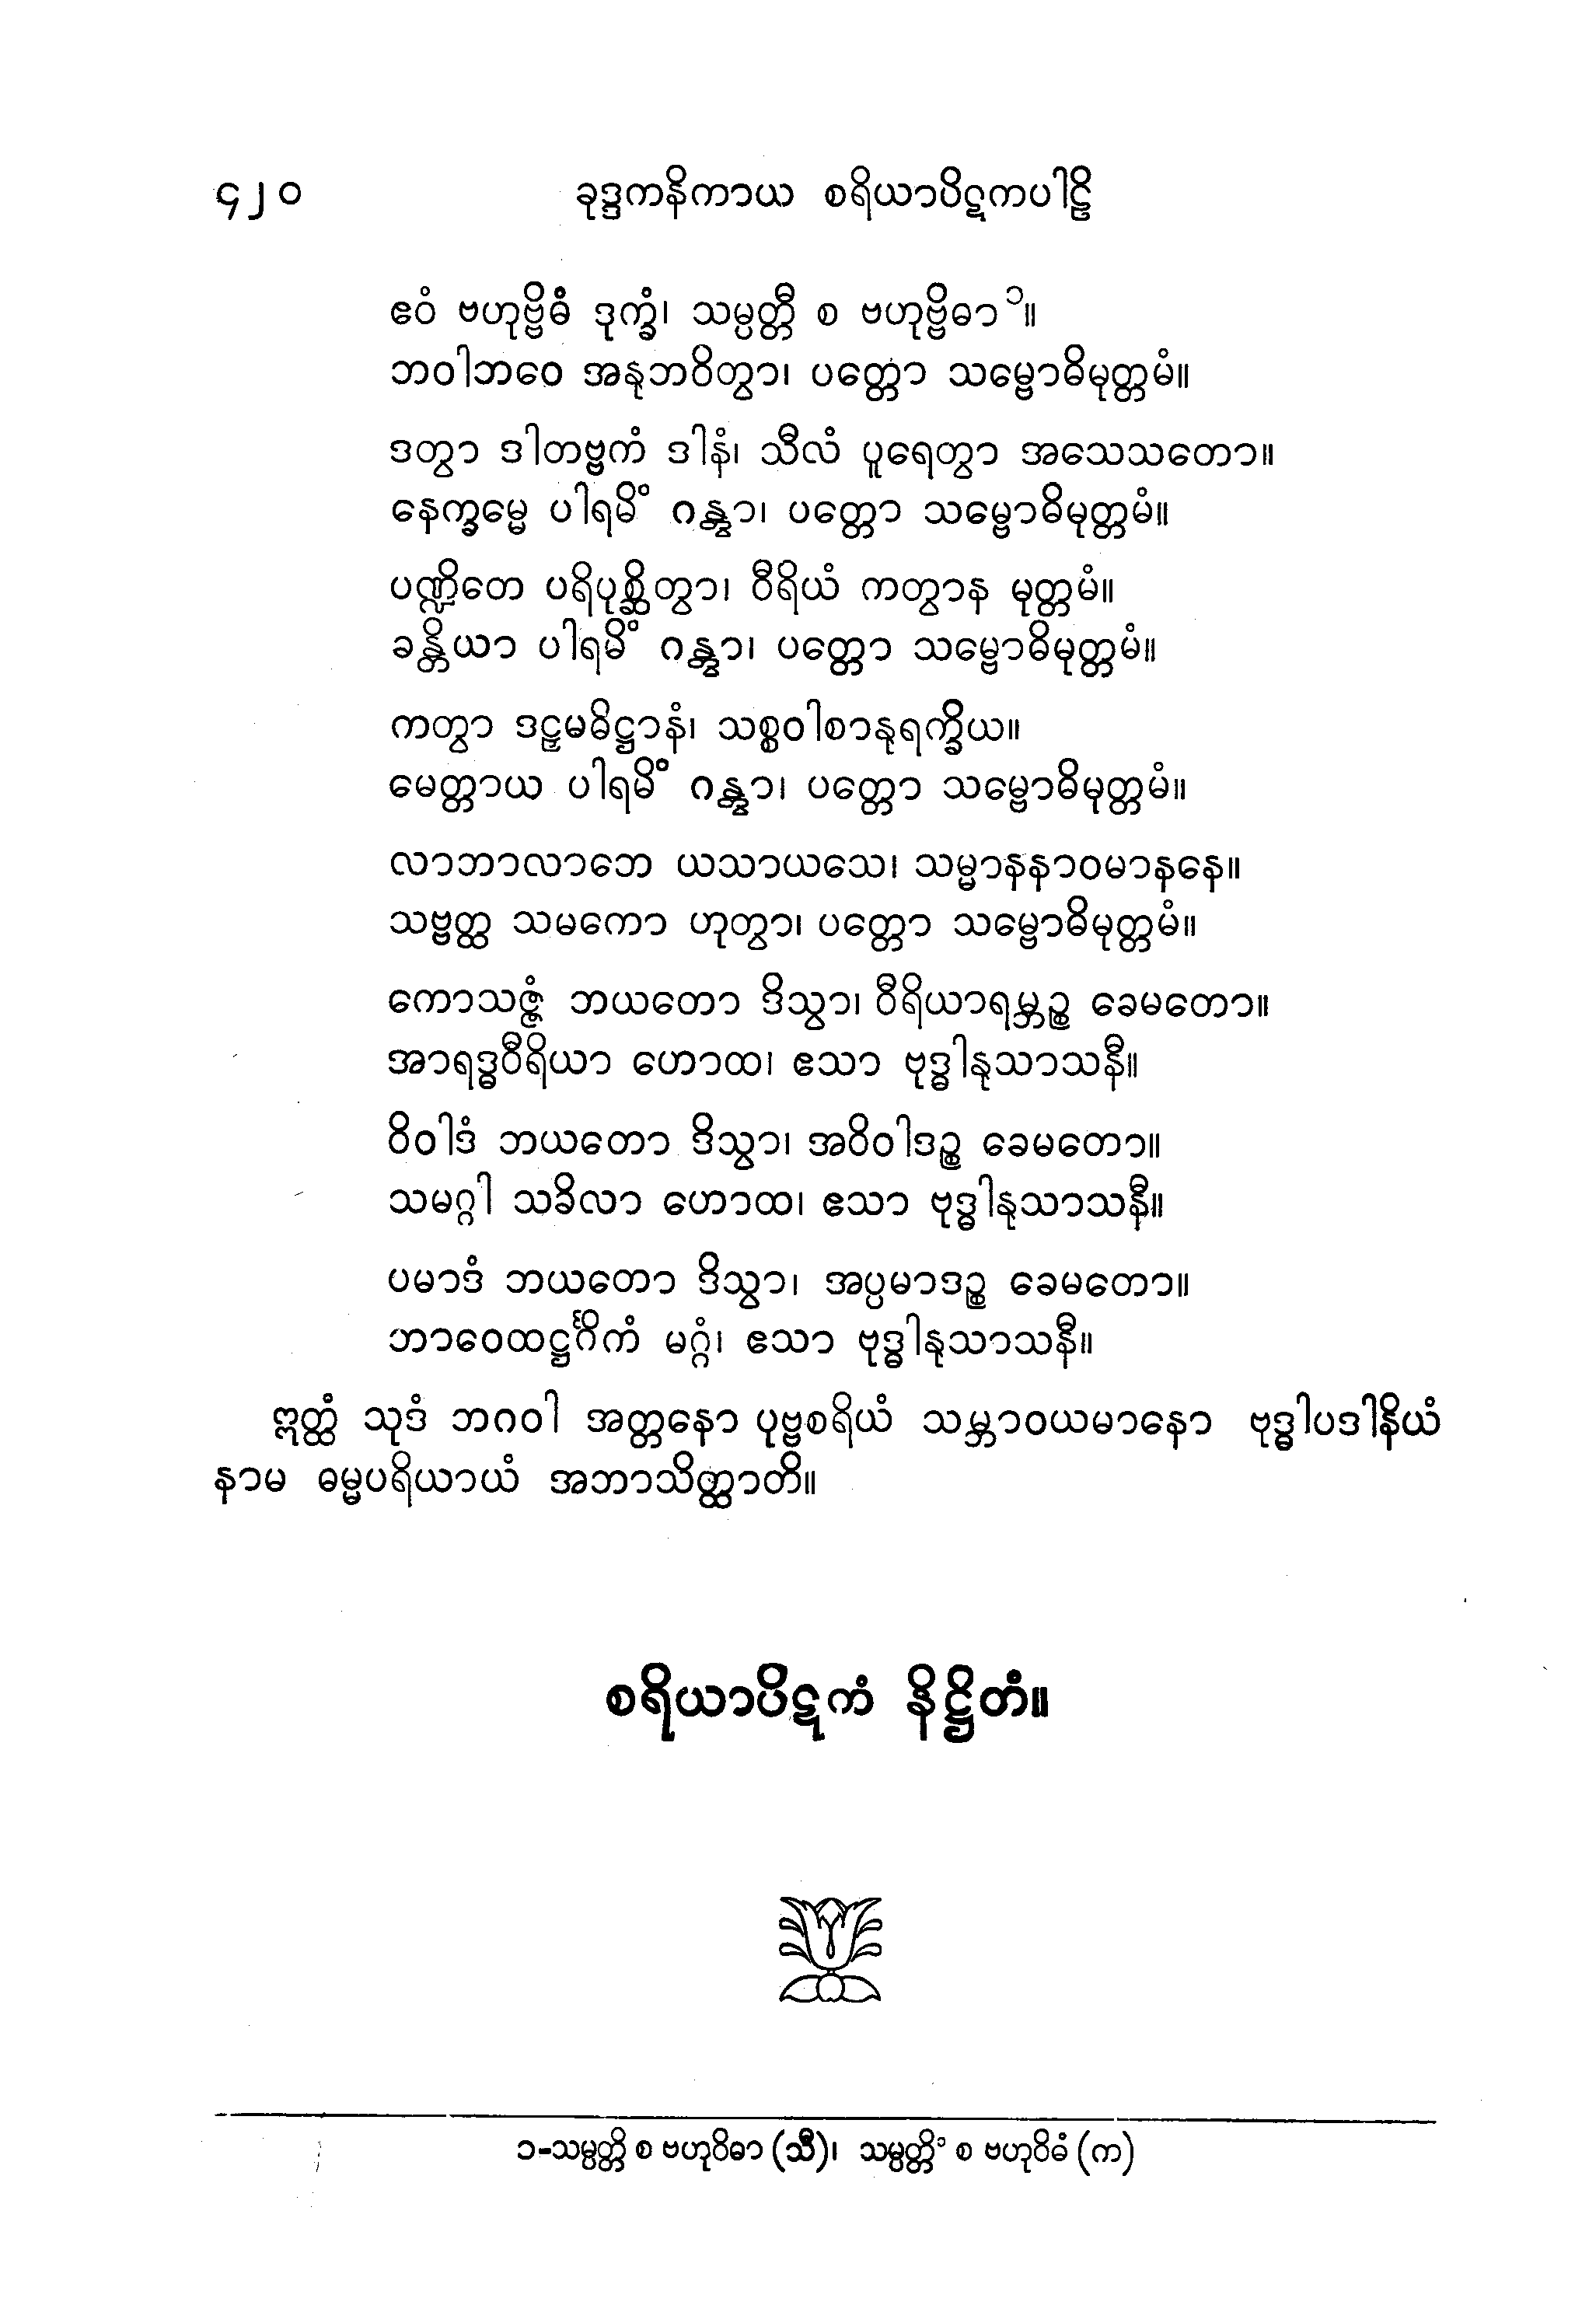 ၄၂၀ ခုဒ္ဒကနိကာယ စရိယာပိဋကပါဠိ
ဧဝံ ဗဟုဗ္ဗိဓံ ဒုက္ခံ၊ သမ္ပတ္တီ စ ဗဟုဗ္ဗိဓာ ၁။
ဘဝါဘဝေ အနုဘဝိတွာ၊ ပတ္တော သမ္ဗောဓိမုတ္တမံ။
ဒတွာ ဒါတဗ္ဗကံ ဒါနံ၊ သီလံ ပူရေတွာ အသေသတော။
နေက္ခမ္မေ ပါရမိံ ဂန္တွာ၊ ပတ္တော သမ္ဗောဓိမုတ္တမံ။
ပဏ္ဍိတေ ပရိပုစ္ဆိတွာ၊ ဝီရိယံ ကတွာန မုတ္တမံ။
ခန္တိယာ ပါရမိံ ဂန္တွာ၊ ပတ္တော သမ္ဗောဓိမုတ္တမံ။
ကတွာ ဒဠှမဓိဋ္ဌာနံ၊ သစ္စဝါစာနုရက္ခိယ။
မေတ္တာယ ပါရမိံ ဂန္တွာ၊ ပတ္တော သမ္ဗောဓိမုတ္တမံ။
လာဘာလာဘေ ယသာယသေ၊ သမ္မာနနာဝမာနနေ။
သဗ္ဗတ္ထ သမကော ဟုတွာ၊ ပတ္တော သမ္ဗောဓိမုတ္တမံ။
ကောသဇ္ဇံ ဘယတော ဒိသွာ၊ ဝီရိယာရမ္ဘဉ္စ ခေမတော။
အာရဒ္ဓဝီရိယာ ဟောထ၊ ဧသာ ဗုဒ္ဓါနုသာသနီ။
ဝိဝါဒံ ဘယတော ဒိသွာ၊ အဝိဝါဒဉ္စ ခေမတော။
သမဂ္ဂါ သခိလာ ဟောထ၊ ဧသာ ဗုဒ္ဓါနုသာသနီ။
ပမာဒံ ဘယတော ဒိသွာ၊ အပ္ပမာဒဉ္စ ခေမတော။
ဘာဝေထဋ္ဌင်္ဂိကံ မဂ္ဂံ၊ ဧသာ ဗုဒ္ဓါနုသာသနီ။
ဣတ္ထံ သုဒံ ဘဂဝါ အတ္တနော ပုဗ္ဗစရိယံ သမ္ဘာဝယမာနော ဗုဒ္ဓါပဒါနိယံ
နာမ ဓမ္မပရိယာယံ အဘာသိတ္ထာတိ။
စရိယာပိဋကံ နိဋ္ဌိတံ။
၁-သမ္ပတ္တိ စ ဗဟုဝိဓာ (သီ)၊ သမ္ပတ္တိံ စ ဗဟုဝိဓံ (က)